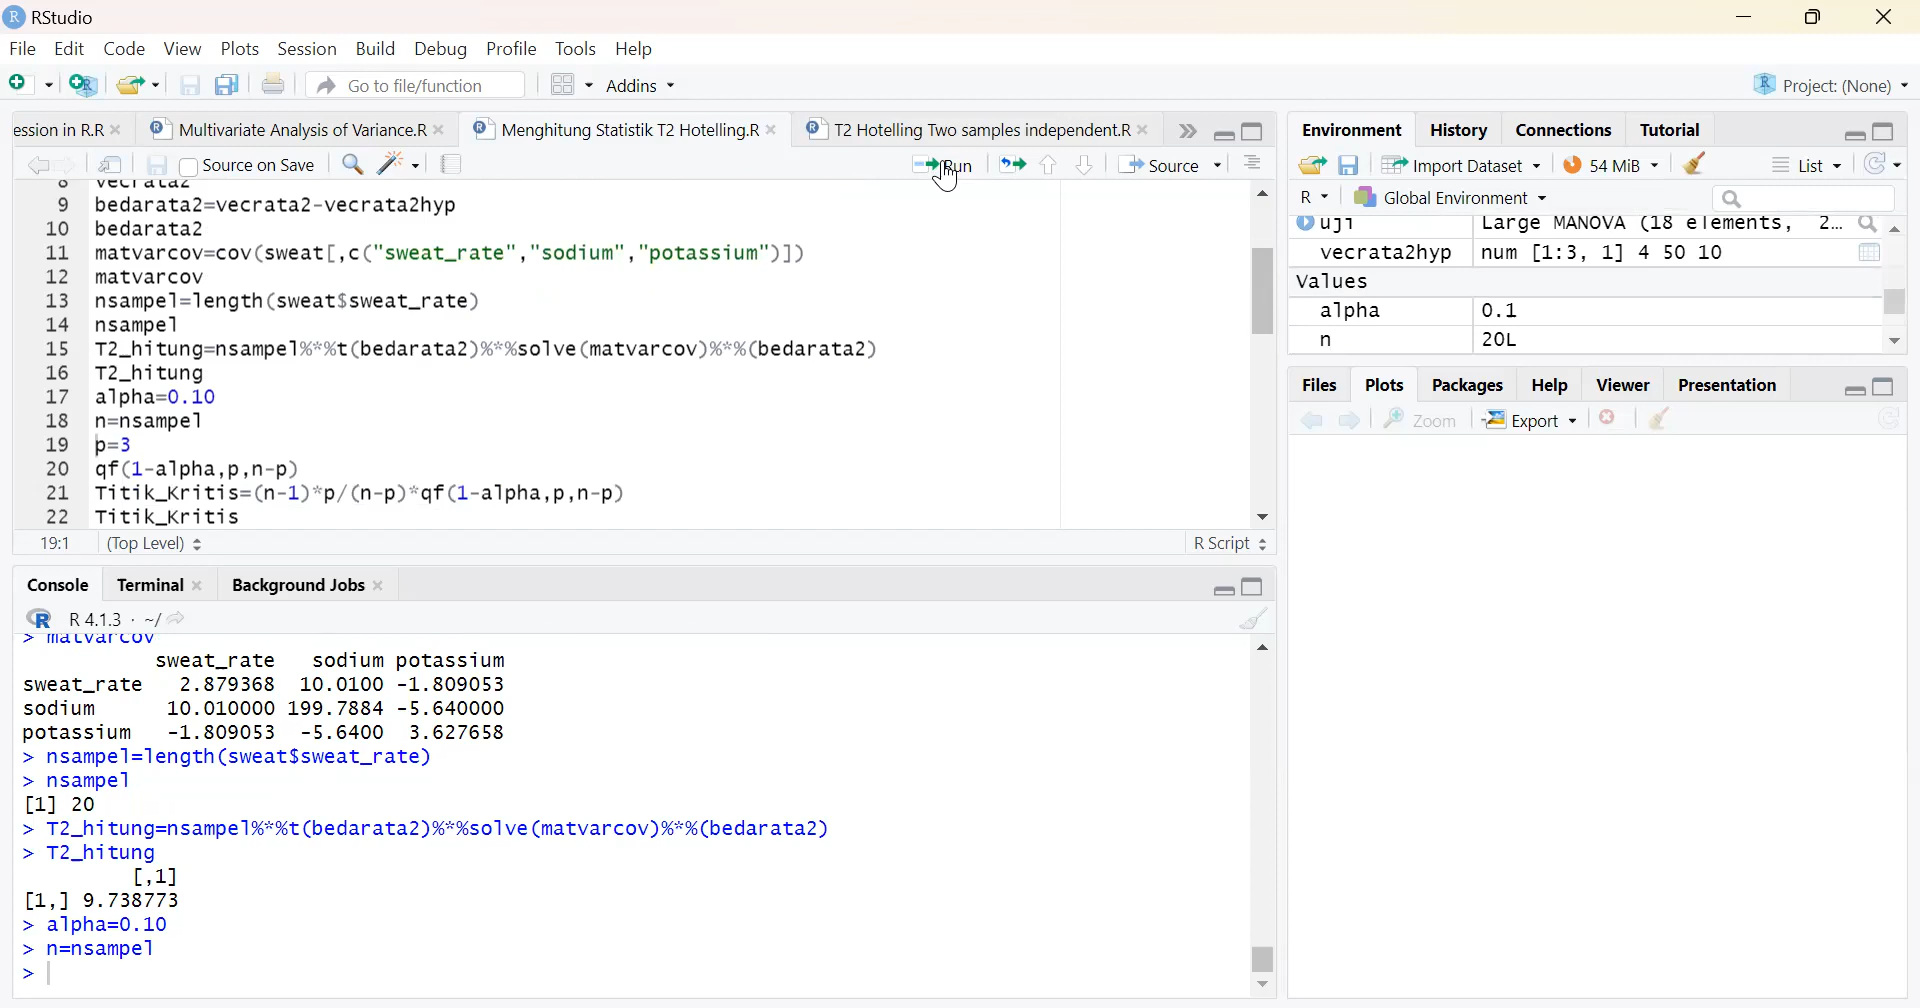 RStudio
File Edit Code View Plots Session Build Debug Profile Tools Help
Go to file/function Addins Project: (None)
ession in R.R Multivariate Analysis of Variance.R Menghitung Statistik T2 Hotelling.R T2 Hotelling Two samples independent.R
Source on Save Run Source
8 vecrata2
9 bedarata2=vecrata2-vecrata2hyp
10 bedarata2
11 matvarcov=cov(sweat[,c("sweat_rate","sodium","potassium")])
12 matvarcov
13 nsampel=length(sweat$sweat_rate)
14 nsampel
15 T2_hitung=nsampel%*%t(bedarata2)%*%solve(matvarcov)%*%(bedarata2)
16 T2_hitung
17 alpha=0.10
18 n=nsampel
19 p=3
20 qf(1-alpha,p,n-p)
21 Titik_Kritis=(n-1)*p/(n-p)*qf(1-alpha,p,n-p)
22 Titik_Kritis
19:1 (Top Level) R Script
Console Terminal Background Jobs
R 4.1.3 · ~/
> matvarcov
sweat_rate sodium potassium
sweat_rate 2.879368 10.0100 -1.809053
sodium 10.010000 199.7884 -5.640000
potassium -1.809053 -5.6400 3.627658
> nsampel=length(sweat$sweat_rate)
> nsampel
[1] 20
> T2_hitung=nsampel%*%t(bedarata2)%*%solve(matvarcov)%*%(bedarata2)
> T2_hitung
[,1]
[1,] 9.738773
> alpha=0.10
> n=nsampel
>
Environment History Connections Tutorial
Import Dataset 54 MiB List
R Global Environment
uji Large MANOVA (18 elements, 2...
vecrata2hyp num [1:3, 1] 4 50 10
Values
alpha 0.1
n 20L
Files Plots Packages Help Viewer Presentation
Zoom Export